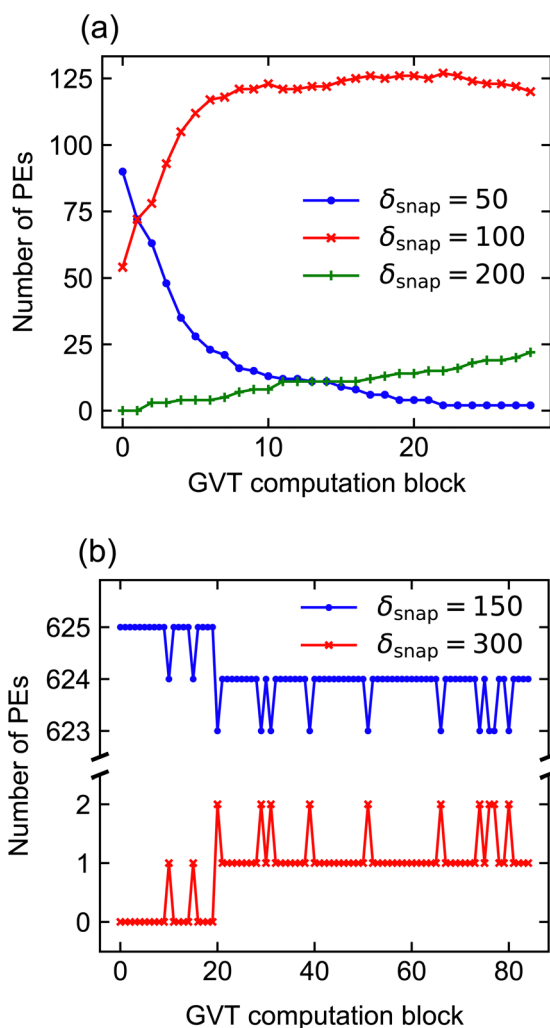 (a)
125
100
75
50
25
0
Number of PEs
δsnap = 50
δsnap = 100
δsnap = 200
0 10 20
GVT computation block
(b)
625
624
623
2
1
0
Number of PEs
δsnap = 150
δsnap = 300
0 20 40 60 80
GVT computation block